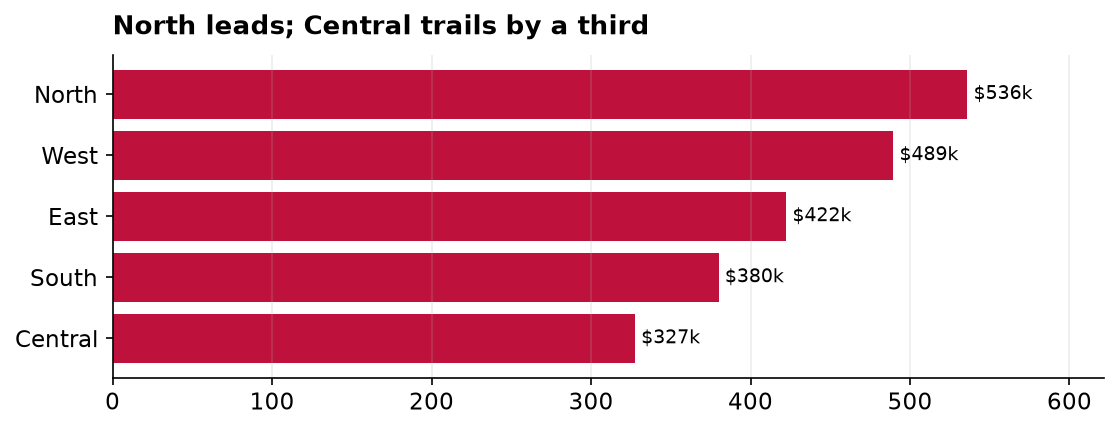 North leads; Central trails by a third
North $536k
West $489k
East $422k
South $380k
Central $327k
0 100 200 300 400 500 600